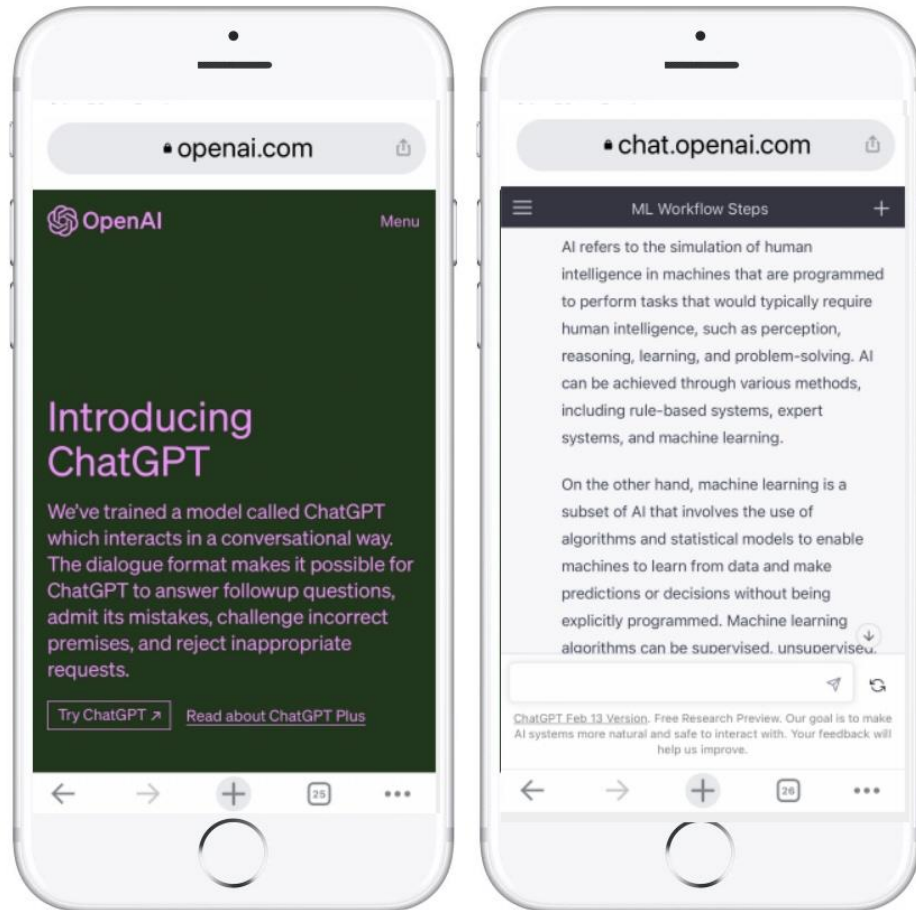 openai.com
OpenAI
Menu
Introducing
ChatGPT
We've trained a model called ChatGPT
which interacts in a conversational way.
The dialogue format makes it possible for
ChatGPT to answer followup questions,
admit its mistakes, challenge incorrect
premises, and reject inappropriate
requests.
Try ChatGPT ↗
Read about ChatGPT Plus
25
chat.openai.com
ML Workflow Steps
AI refers to the simulation of human
intelligence in machines that are programmed
to perform tasks that would typically require
human intelligence, such as perception,
reasoning, learning, and problem-solving. AI
can be achieved through various methods,
including rule-based systems, expert
systems, and machine learning.
On the other hand, machine learning is a
subset of AI that involves the use of
algorithms and statistical models to enable
machines to learn from data and make
predictions or decisions without being
explicitly programmed. Machine learning
algorithms can be supervised, unsupervised,
ChatGPT Feb 13 Version. Free Research Preview. Our goal is to make
AI systems more natural and safe to interact with. Your feedback will
help us improve.
26